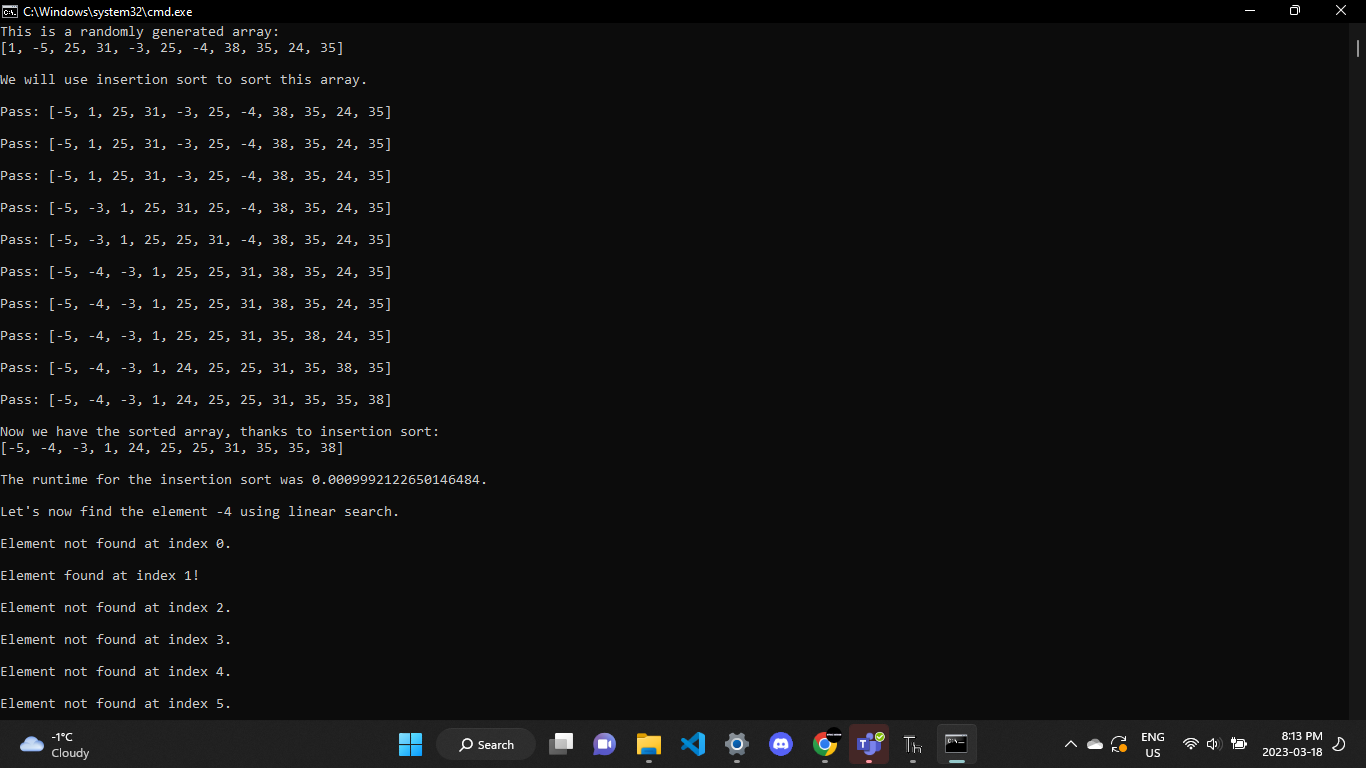 C:\Windows\system32\cmd.exe
This is a randomly generated array:
[1, -5, 25, 31, -3, 25, -4, 38, 35, 24, 35]
We will use insertion sort to sort this array.
Pass: [-5, 1, 25, 31, -3, 25, -4, 38, 35, 24, 35]
Pass: [-5, 1, 25, 31, -3, 25, -4, 38, 35, 24, 35]
Pass: [-5, 1, 25, 31, -3, 25, -4, 38, 35, 24, 35]
Pass: [-5, -3, 1, 25, 31, 25, -4, 38, 35, 24, 35]
Pass: [-5, -3, 1, 25, 25, 31, -4, 38, 35, 24, 35]
Pass: [-5, -4, -3, 1, 25, 25, 31, 38, 35, 24, 35]
Pass: [-5, -4, -3, 1, 25, 25, 31, 38, 35, 24, 35]
Pass: [-5, -4, -3, 1, 25, 25, 31, 35, 38, 24, 35]
Pass: [-5, -4, -3, 1, 24, 25, 25, 31, 35, 38, 35]
Pass: [-5, -4, -3, 1, 24, 25, 25, 31, 35, 35, 38]
Now we have the sorted array, thanks to insertion sort:
[-5, -4, -3, 1, 24, 25, 25, 31, 35, 35, 38]
The runtime for the insertion sort was 0.0009992122650146484.
Let's now find the element -4 using linear search.
Element not found at index 0.
Element found at index 1!
Element not found at index 2.
Element not found at index 3.
Element not found at index 4.
Element not found at index 5.
-1°C
Cloudy
Search
ENG
US
8:13 PM
2023-03-18